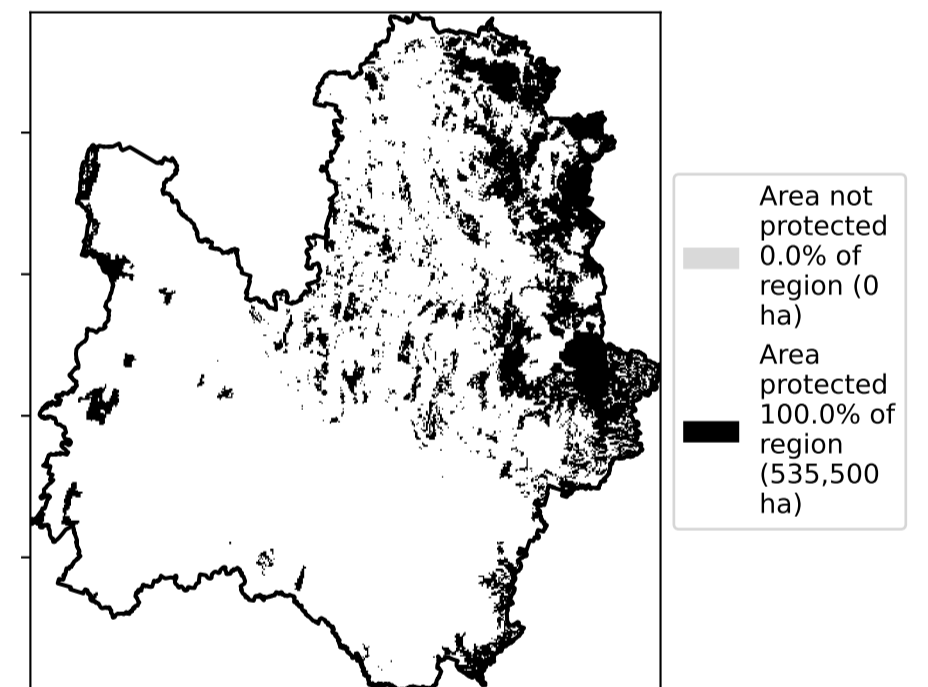 Area not
protected
0.0% of
region (0
ha)
Area
protected
100.0% of
region
(535,500
ha)